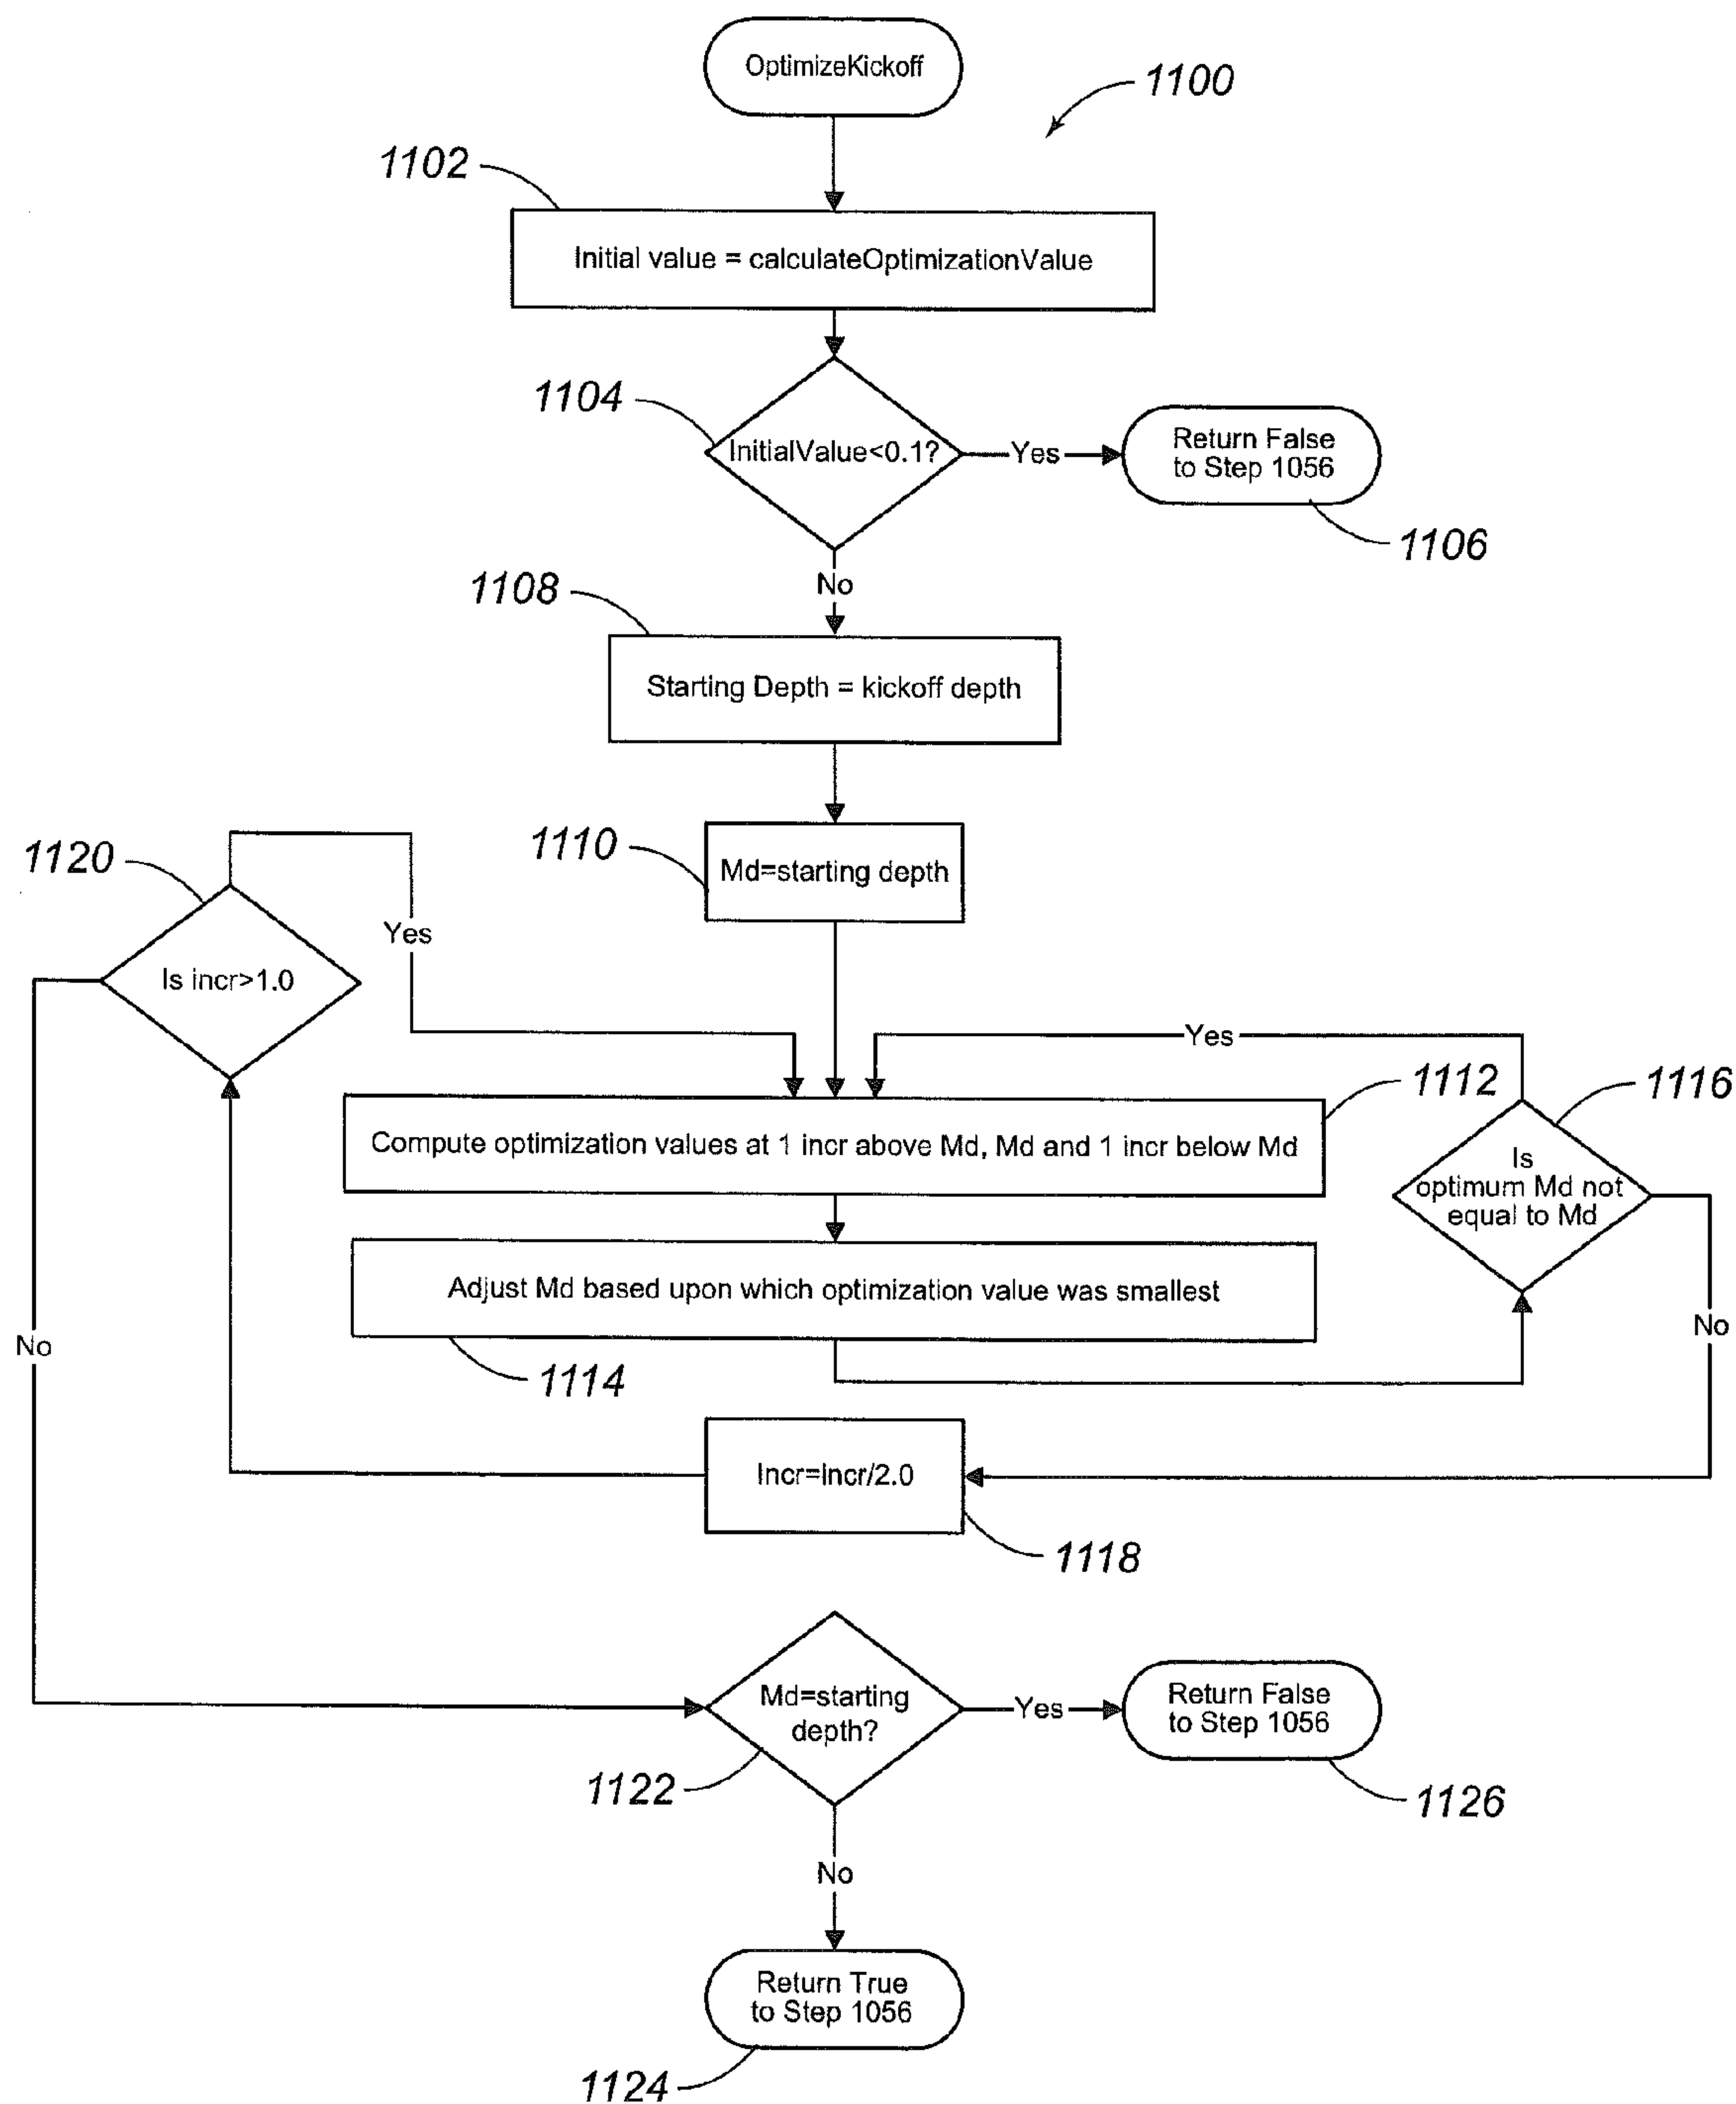 OptimizeKickoff
1100
1102
Initial value = calculateOptimizationValue
1104
InitialValue<0.1?
Yes
Return False
to Step 1056
1106
No
1108
Starting Depth = kickoff depth
1110
Md=starting depth
1120
Is incr>1.0
Yes
Yes
1112
1116
Compute optimization values at 1 incr above Md, Md and 1 incr below Md
Is
optimum Md not
equal to Md
Adjust Md based upon which optimization value was smallest
No
No
1114
Incr=Incr/2.0
1118
Md=starting
depth?
Yes
Return False
to Step 1056
1122
1126
No
Return True
to Step 1056
1124